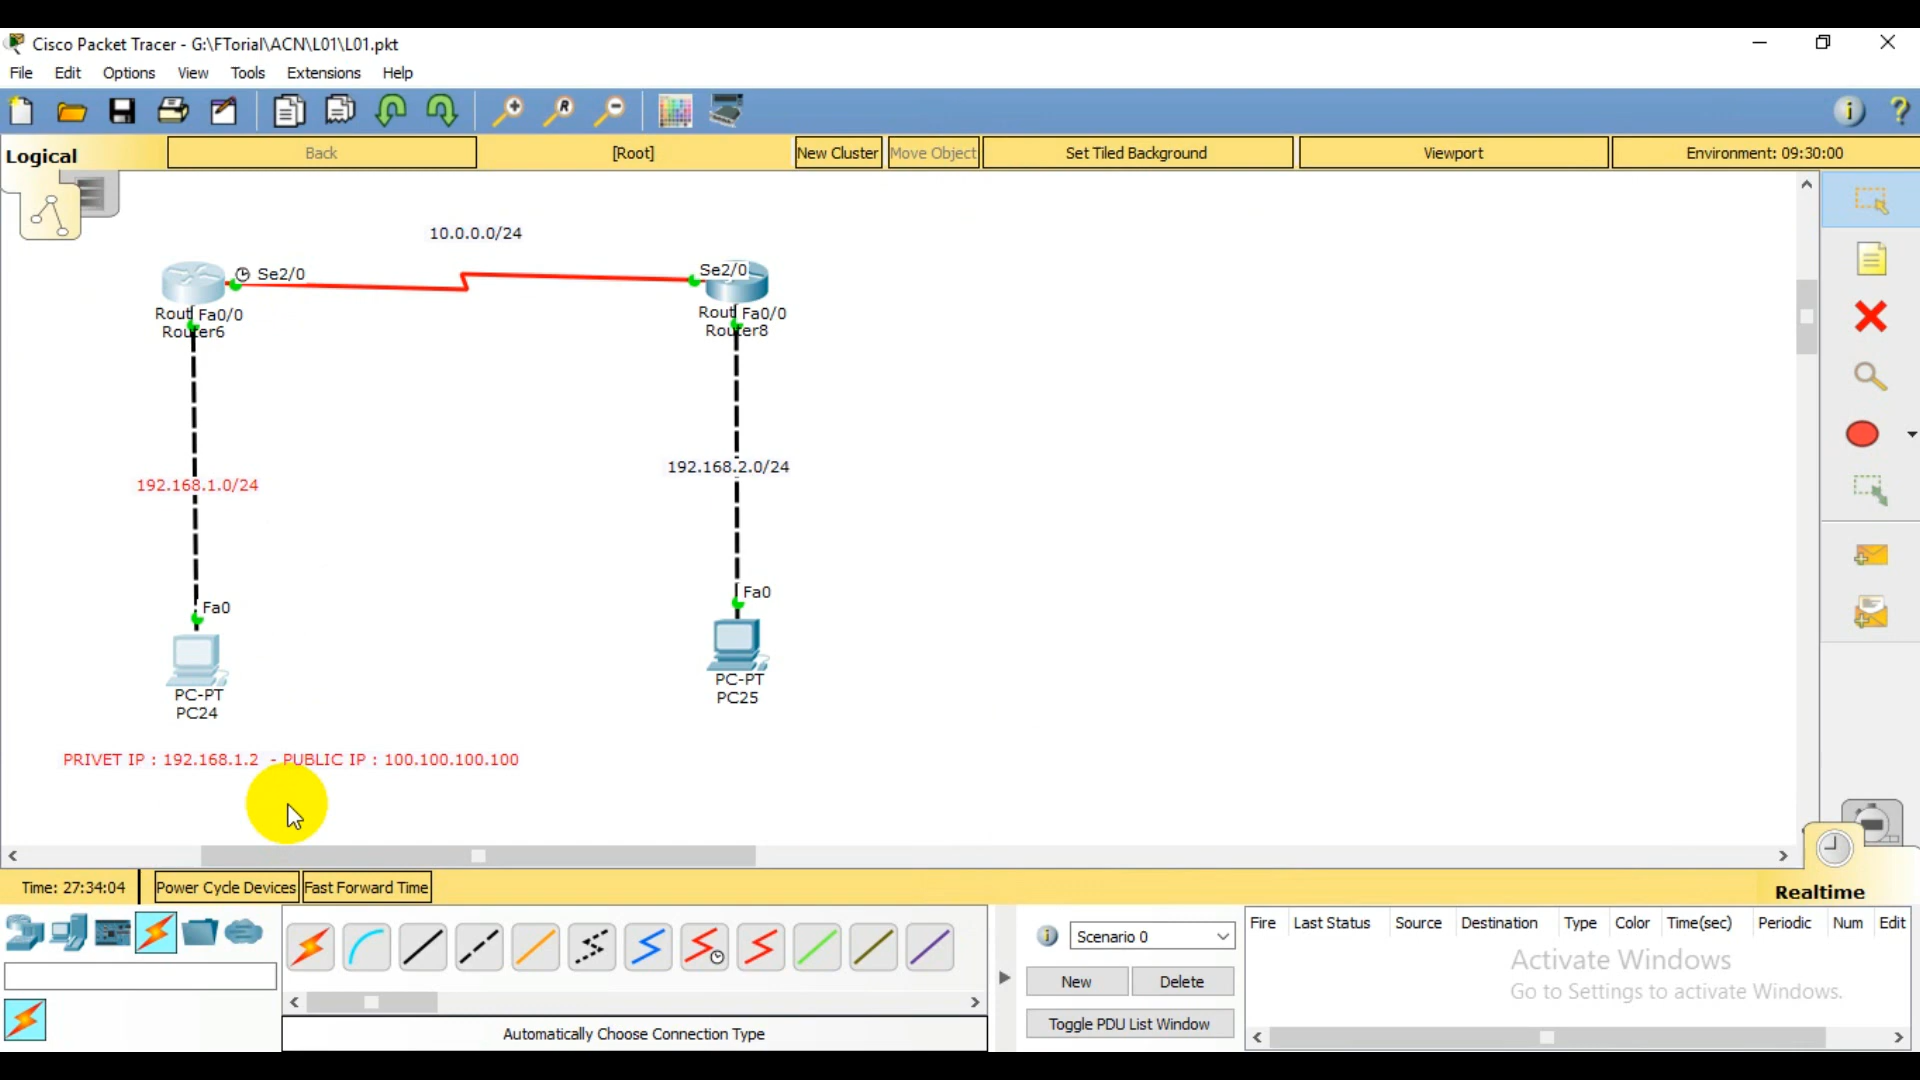 Cisco Packet Tracer - G:\FTorial\ACN\L01\L01.pkt
File Edit Options View Tools Extensions Help
Logical Back [Root] New Cluster Move Object Set Tiled Background Viewport Environment: 09:30:00
10.0.0.0/24
Se2/0 Se2/0
Rout Fa0/0 Rout Fa0/0
Router6 Router8
192.168.2.0/24
192.168.1.0/24
Fa0
Fa0
PC-PT
PC25
PC-PT
PC24
PRIVET IP : 192.168.1.2 - PUBLIC IP : 100.100.100.100
Time: 27:34:04 Power Cycle Devices Fast Forward Time Realtime
Scenario 0
New Delete
Toggle PDU List Window
Fire Last Status Source Destination Type Color Time(sec) Periodic Num Edit
Activate Windows
Go to Settings to activate Windows.
Automatically Choose Connection Type